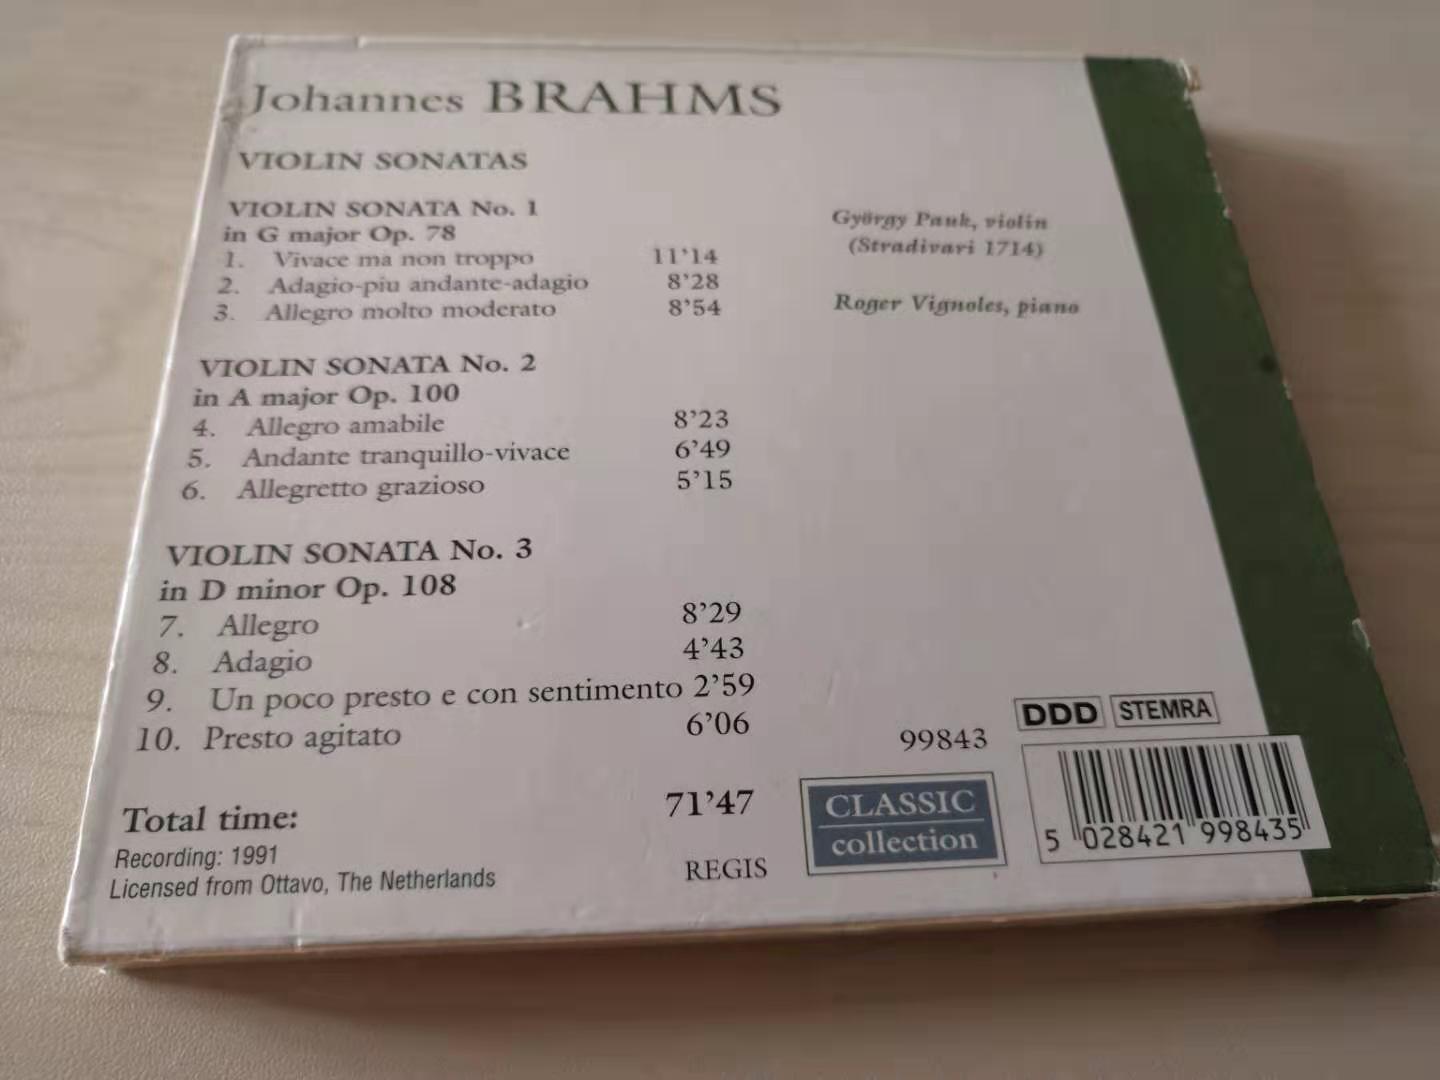 Johannes BRAHMS
VIOLIN SONATAS
VIOLIN SONATA No. 1
in G major Op. 78
1. Vivace ma non troppo 11'14
2. Adagio-piu andante-adagio 8'28
3. Allegro molto moderato 8'54
György Pauk, violin
(Stradivari 1714)
Roger Vignoles, piano
VIOLIN SONATA No. 2
in A major Op. 100
4. Allegro amabile 8'23
5. Andante tranquillo-vivace 6'49
6. Allegretto grazioso 5'15
VIOLIN SONATA No. 3
in D minor Op. 108
7. Allegro 8'29
8. Adagio 4'43
9. Un poco presto e con sentimento 2'59
10. Presto agitato 6'06
Total time: 71'47
Recording: 1991
Licensed from Ottavo, The Netherlands
REGIS
99843
CLASSIC
collection
DDD STEMRA
5 028421 998435